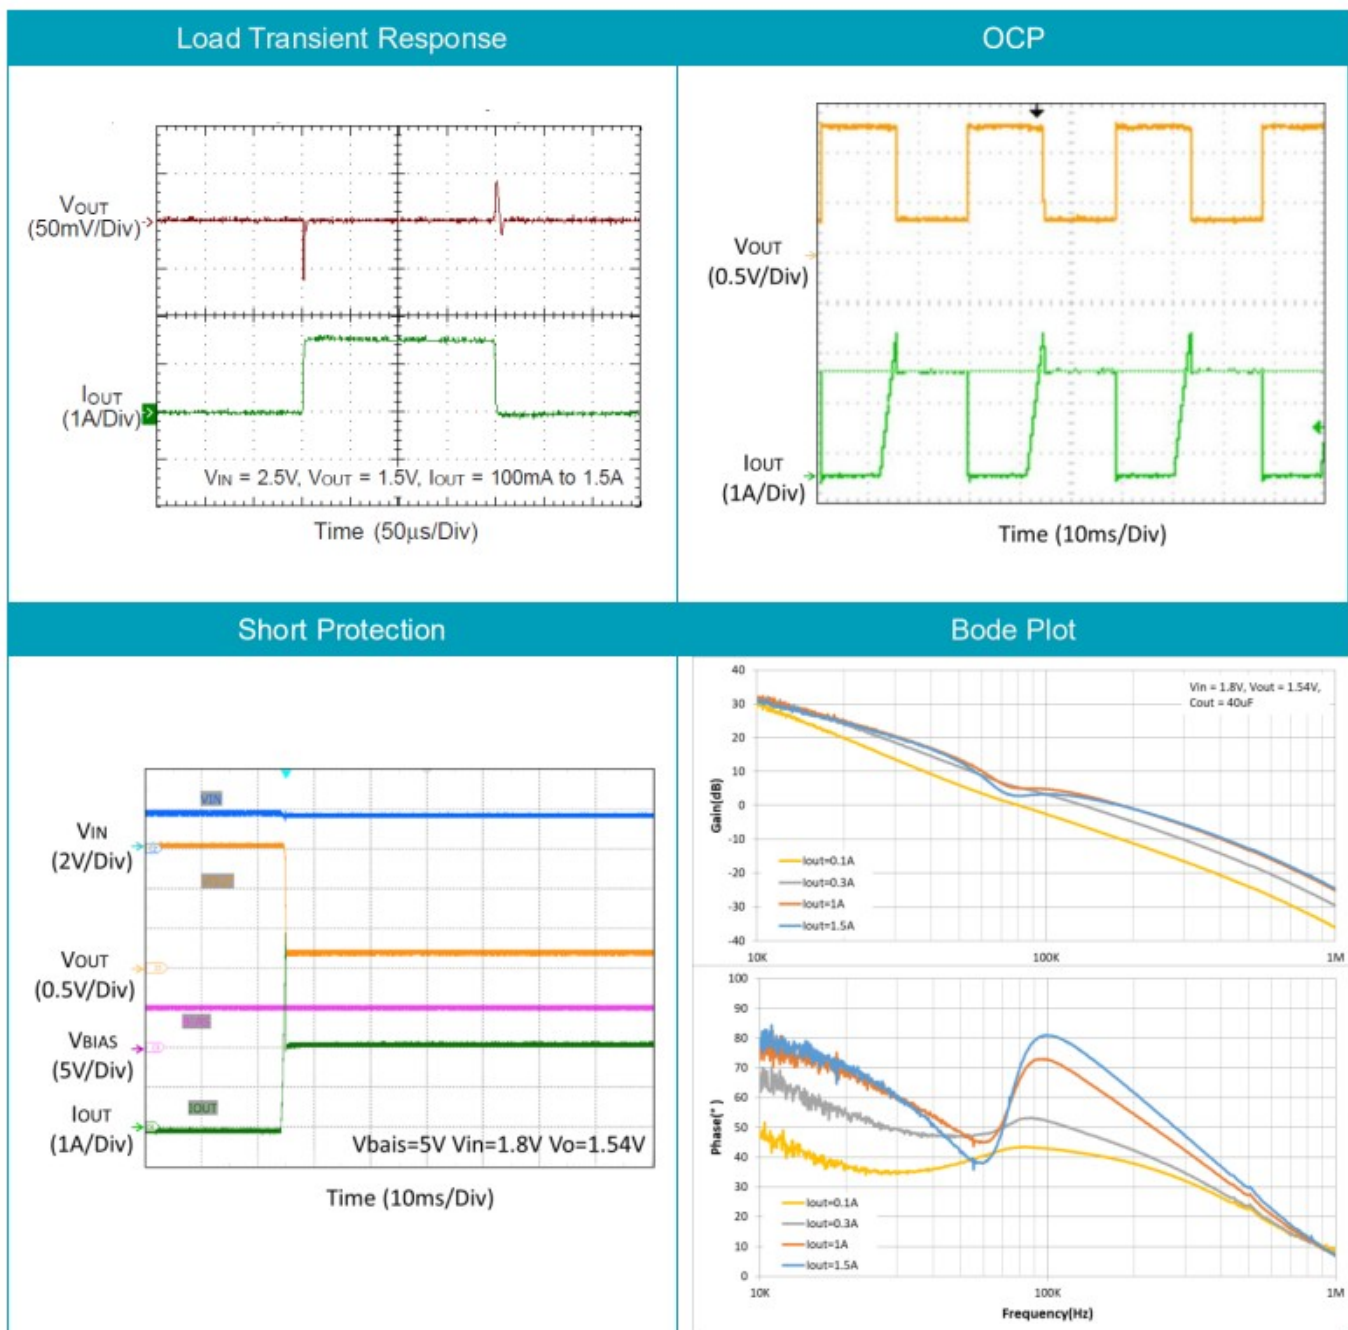 Load Transient Response
OCP
VOUT
(50mV/Div)
IOUT
(1A/Div)
VIN = 2.5V, VOUT = 1.5V, IOUT = 100mA to 1.5A
Time (50μs/Div)
VOUT
(0.5V/Div)
IOUT
(1A/Div)
Time (10ms/Div)
Short Protection
Bode Plot
VIN
VIN
(2V/Div)
VOUT
(0.5V/Div)
VBIAS
(5V/Div)
IOUT
IOUT
(1A/Div)
Vbais=5V Vin=1.8V Vo=1.54V
Time (10ms/Div)
40
30
20
10
0
-10
-20
-30
-40
Gain(dB)
Vin = 1.8V, Vout = 1.54V,
Cout = 40uF
Iout=0.1A
Iout=0.3A
Iout=1A
Iout=1.5A
10K
100K
1M
100
90
80
70
60
50
40
30
20
10
0
Phase(°)
Iout=0.1A
Iout=0.3A
Iout=1A
Iout=1.5A
10K
100K
1M
Frequency(Hz)